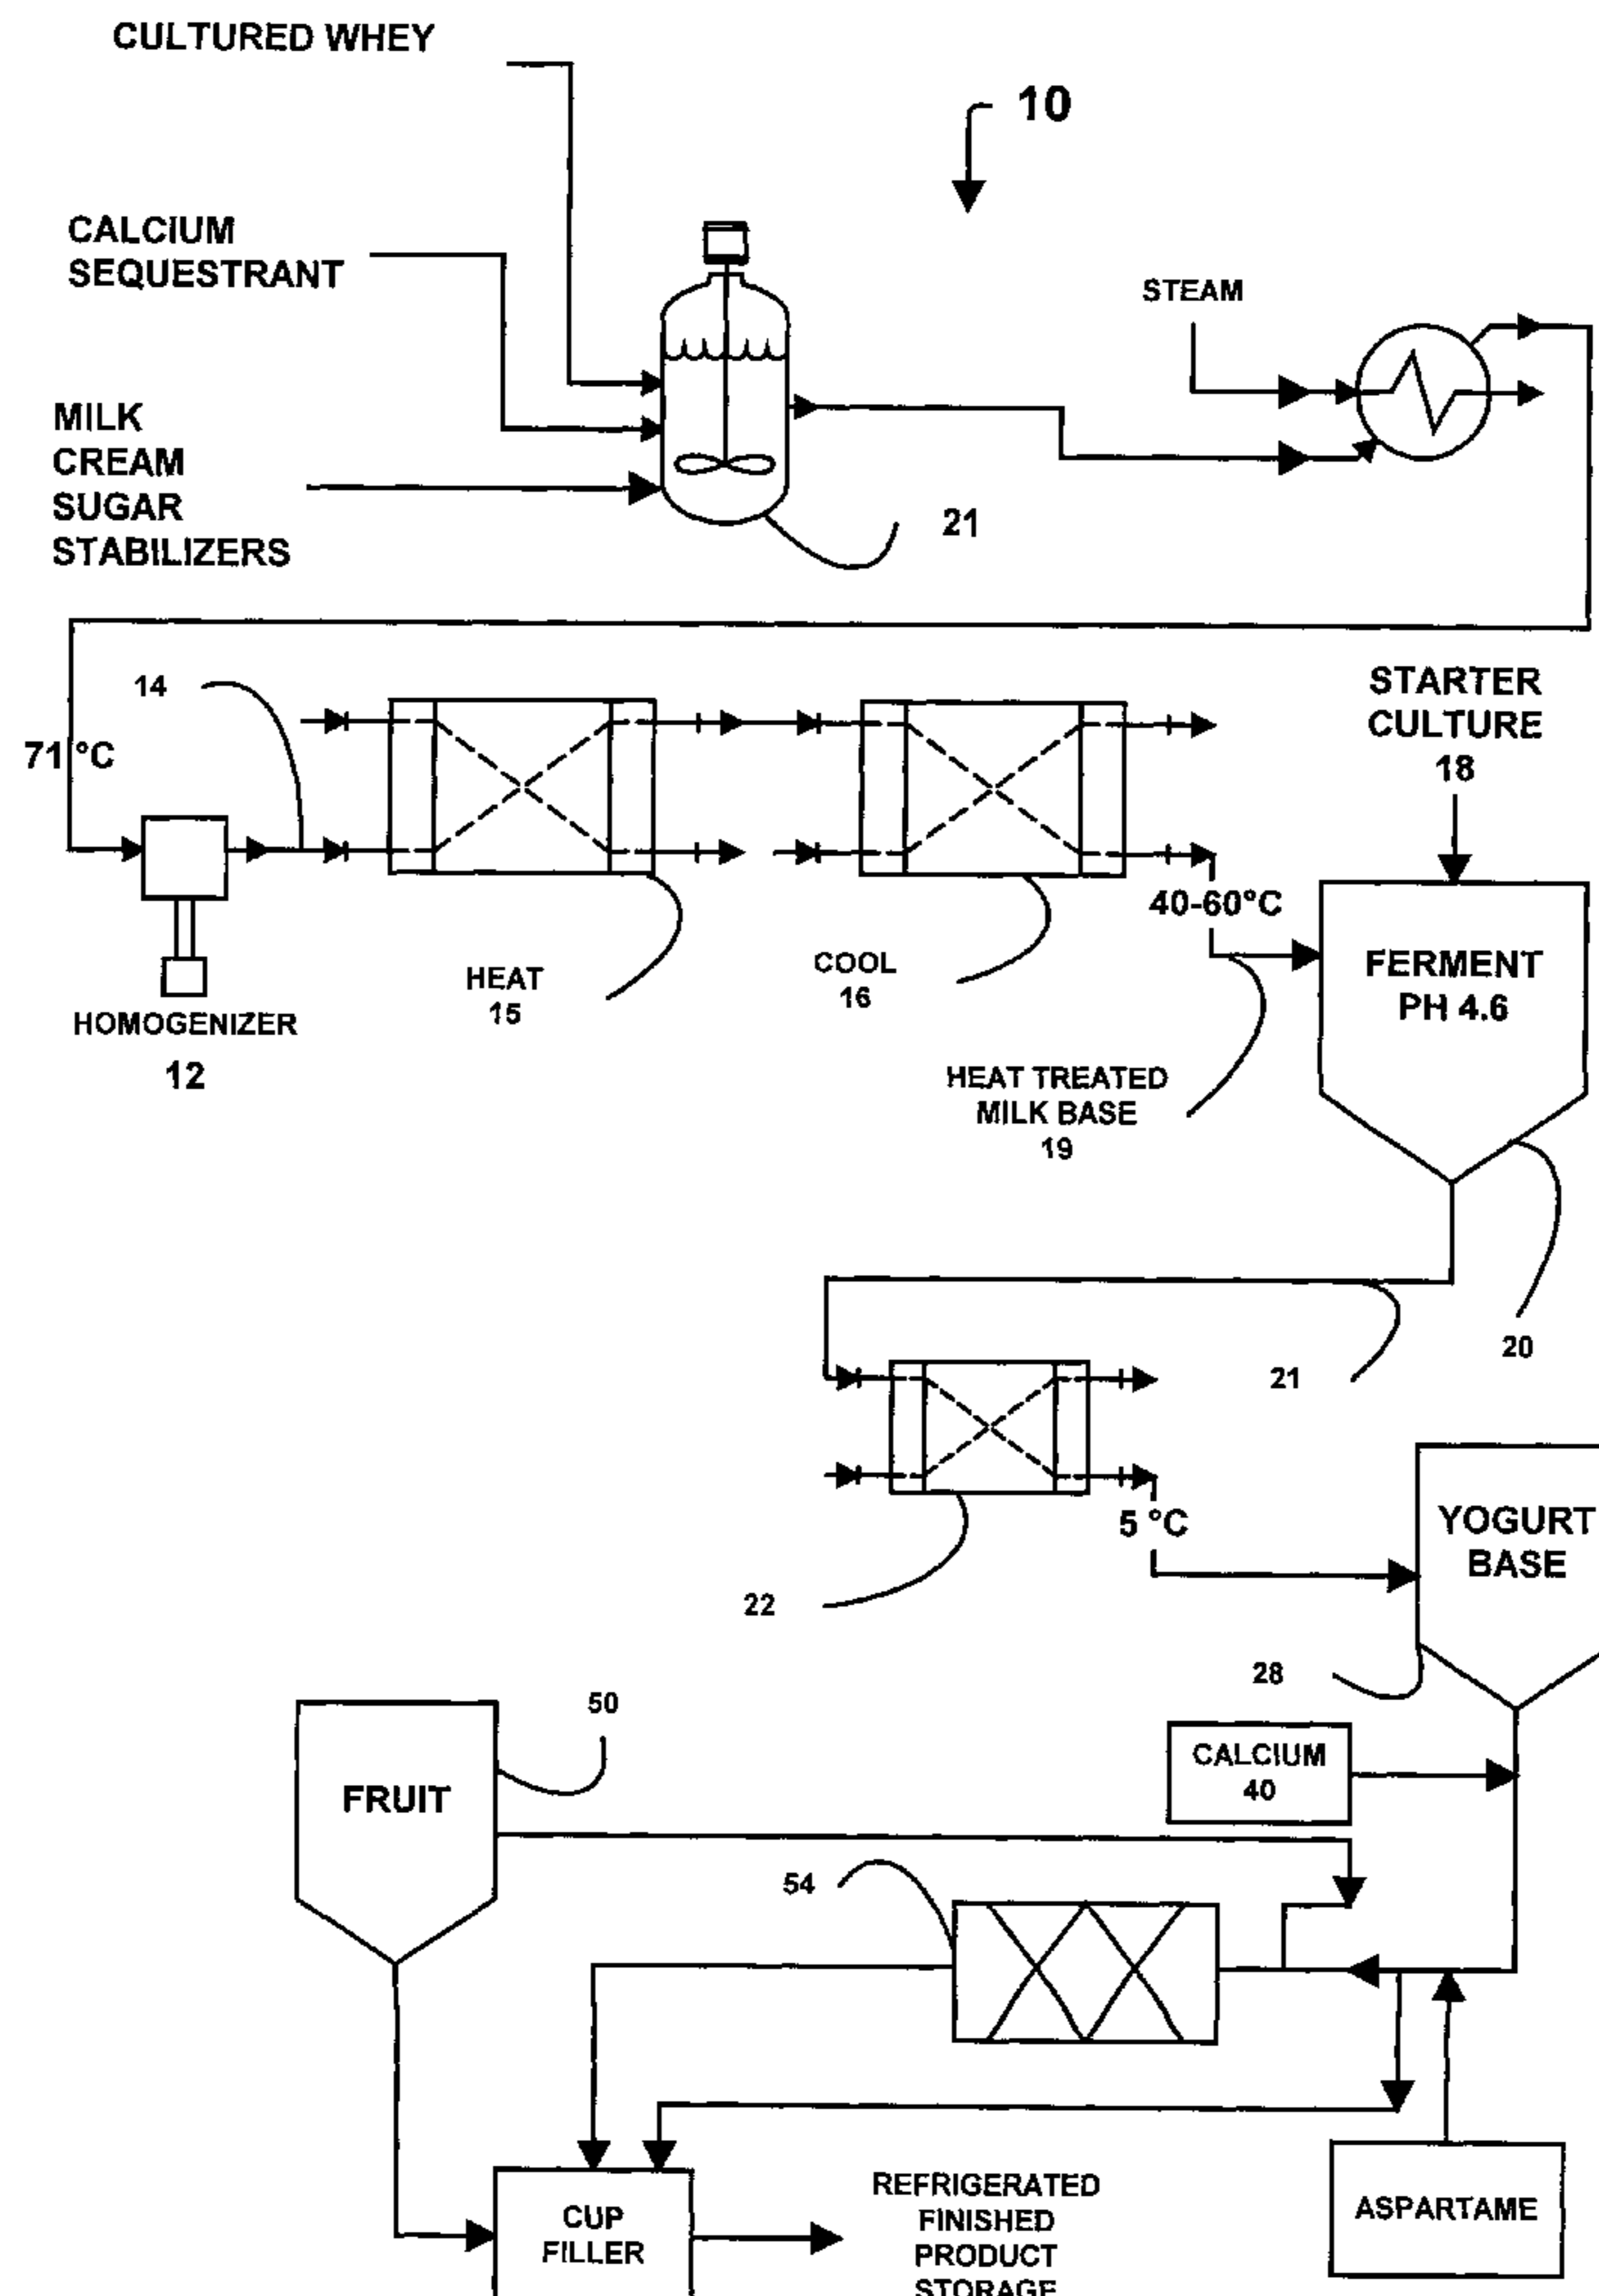 CULTURED WHEY
10
CALCIUM
SEQUESTRANT
STEAM
MILK
CREAM
SUGAR
STABILIZERS
21
14
71 °C
STARTER
CULTURE
18
40-60°C
FERMENT
PH 4.6
HEAT
15
COOL
16
HOMOGENIZER
12
HEAT TREATED
MILK BASE
19
20
21
5 °C
YOGURT
BASE
22
28
50
FRUIT
CALCIUM
40
54
CUP
FILLER
REFRIGERATED
FINISHED
PRODUCT
STORAGE
ASPARTAME